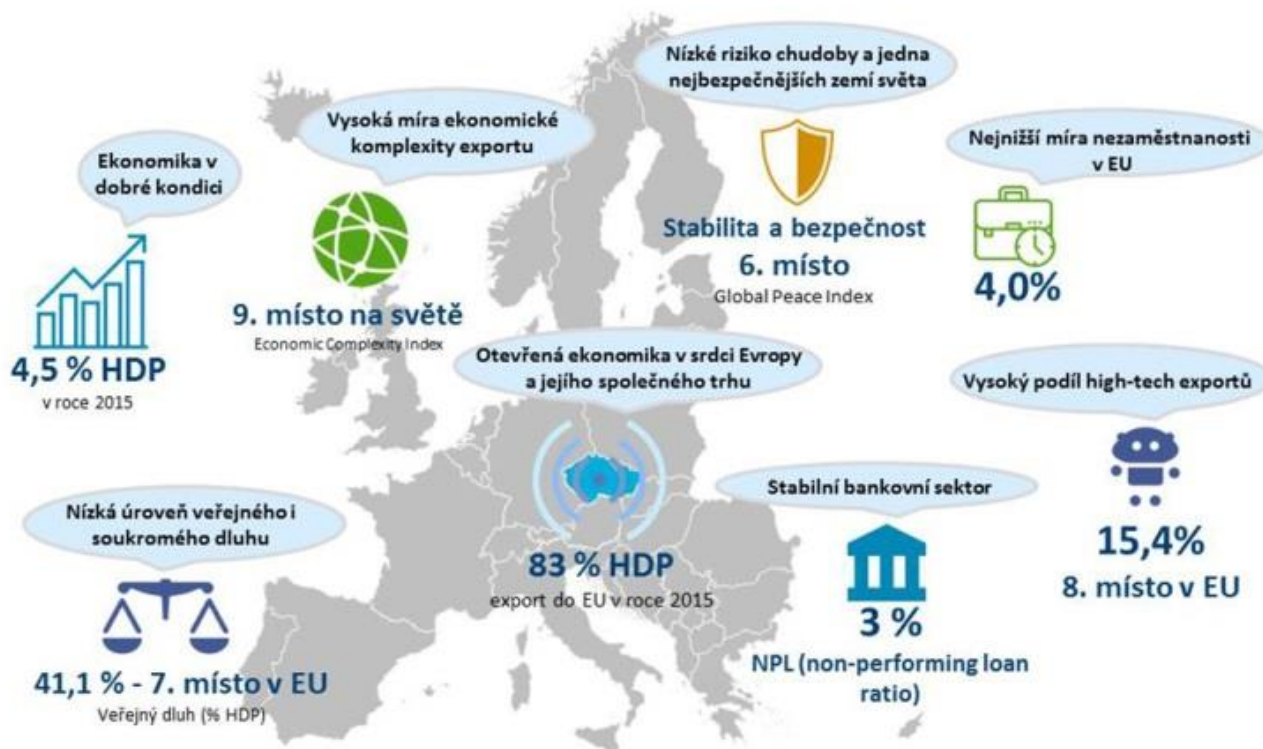 Nízké riziko chudoby a jedna
nejbezpečnějších zemí světa
Stabilita a bezpečnost
6. místo
Global Peace Index
Vysoká míra ekonomické
komplexity exportu
9. místo na světě
Economic Complexity Index
Ekonomika v
dobré kondici
4,5 % HDP
v roce 2015
Nejnižší míra nezaměstnanosti
v EU
4,0%
Otevřená ekonomika v srdci Evropy
a jejího společného trhu
83 % HDP
export do EU v roce 2015
Vysoký podíl high-tech exportů
15,4%
8. místo v EU
Stabilní bankovní sektor
3 %
NPL (non-performing loan
ratio)
Nízká úroveň veřejného i
soukromého dluhu
41,1 % - 7. místo v EU
Veřejný dluh (% HDP)